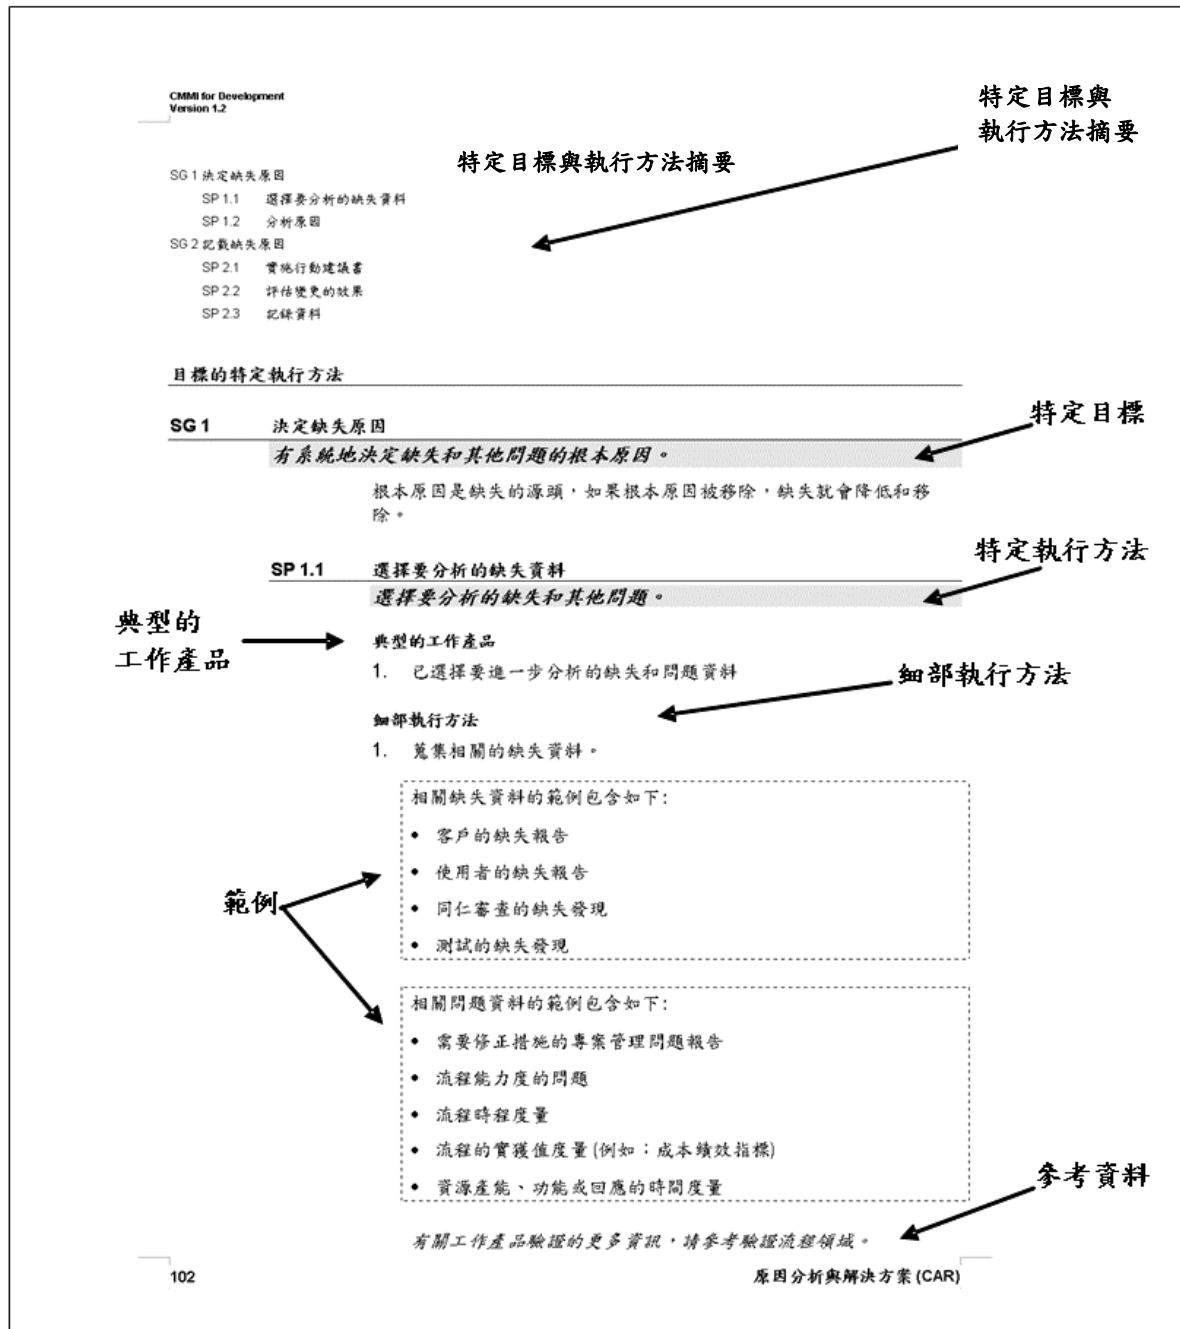 CMMI for Development
Version 1.2
特定目標與
執行方法摘要
特定目標與執行方法摘要
SG 1 決定缺失原因
SP 1.1 選擇要分析的缺失資料
SP 1.2 分析原因
SG 2 記載缺失原因
SP 2.1 實施行動建議書
SP 2.2 評估變更的效果
SP 2.3 記錄資料
目標的特定執行方法
特定目標
SG 1 決定缺失原因
有系統地決定缺失和其他問題的根本原因。
根本原因是缺失的源頭，如果根本原因被移除，缺失就會降低和移
除。
特定執行方法
SP 1.1 選擇要分析的缺失資料
選擇要分析的缺失和其他問題。
典型的
工作產品
典型的工作產品
1. 已選擇要進一步分析的缺失和問題資料
細部執行方法
細部執行方法
1. 蒐集相關的缺失資料。
相關缺失資料的範例包含如下:
• 客戶的缺失報告
• 使用者的缺失報告
範例
• 同仁審查的缺失發現
• 測試的缺失發現
相關問題資料的範例包含如下:
• 需要修正措施的專案管理問題報告
• 流程能力度的問題
• 流程時程度量
• 流程的實獲值度量(例如：成本績效指標)
• 資源產能、功能或回應的時間度量
參考資料
有關工作產品驗證的更多資訊，請參考驗證流程領域。
102 原因分析與解決方案 (CAR)